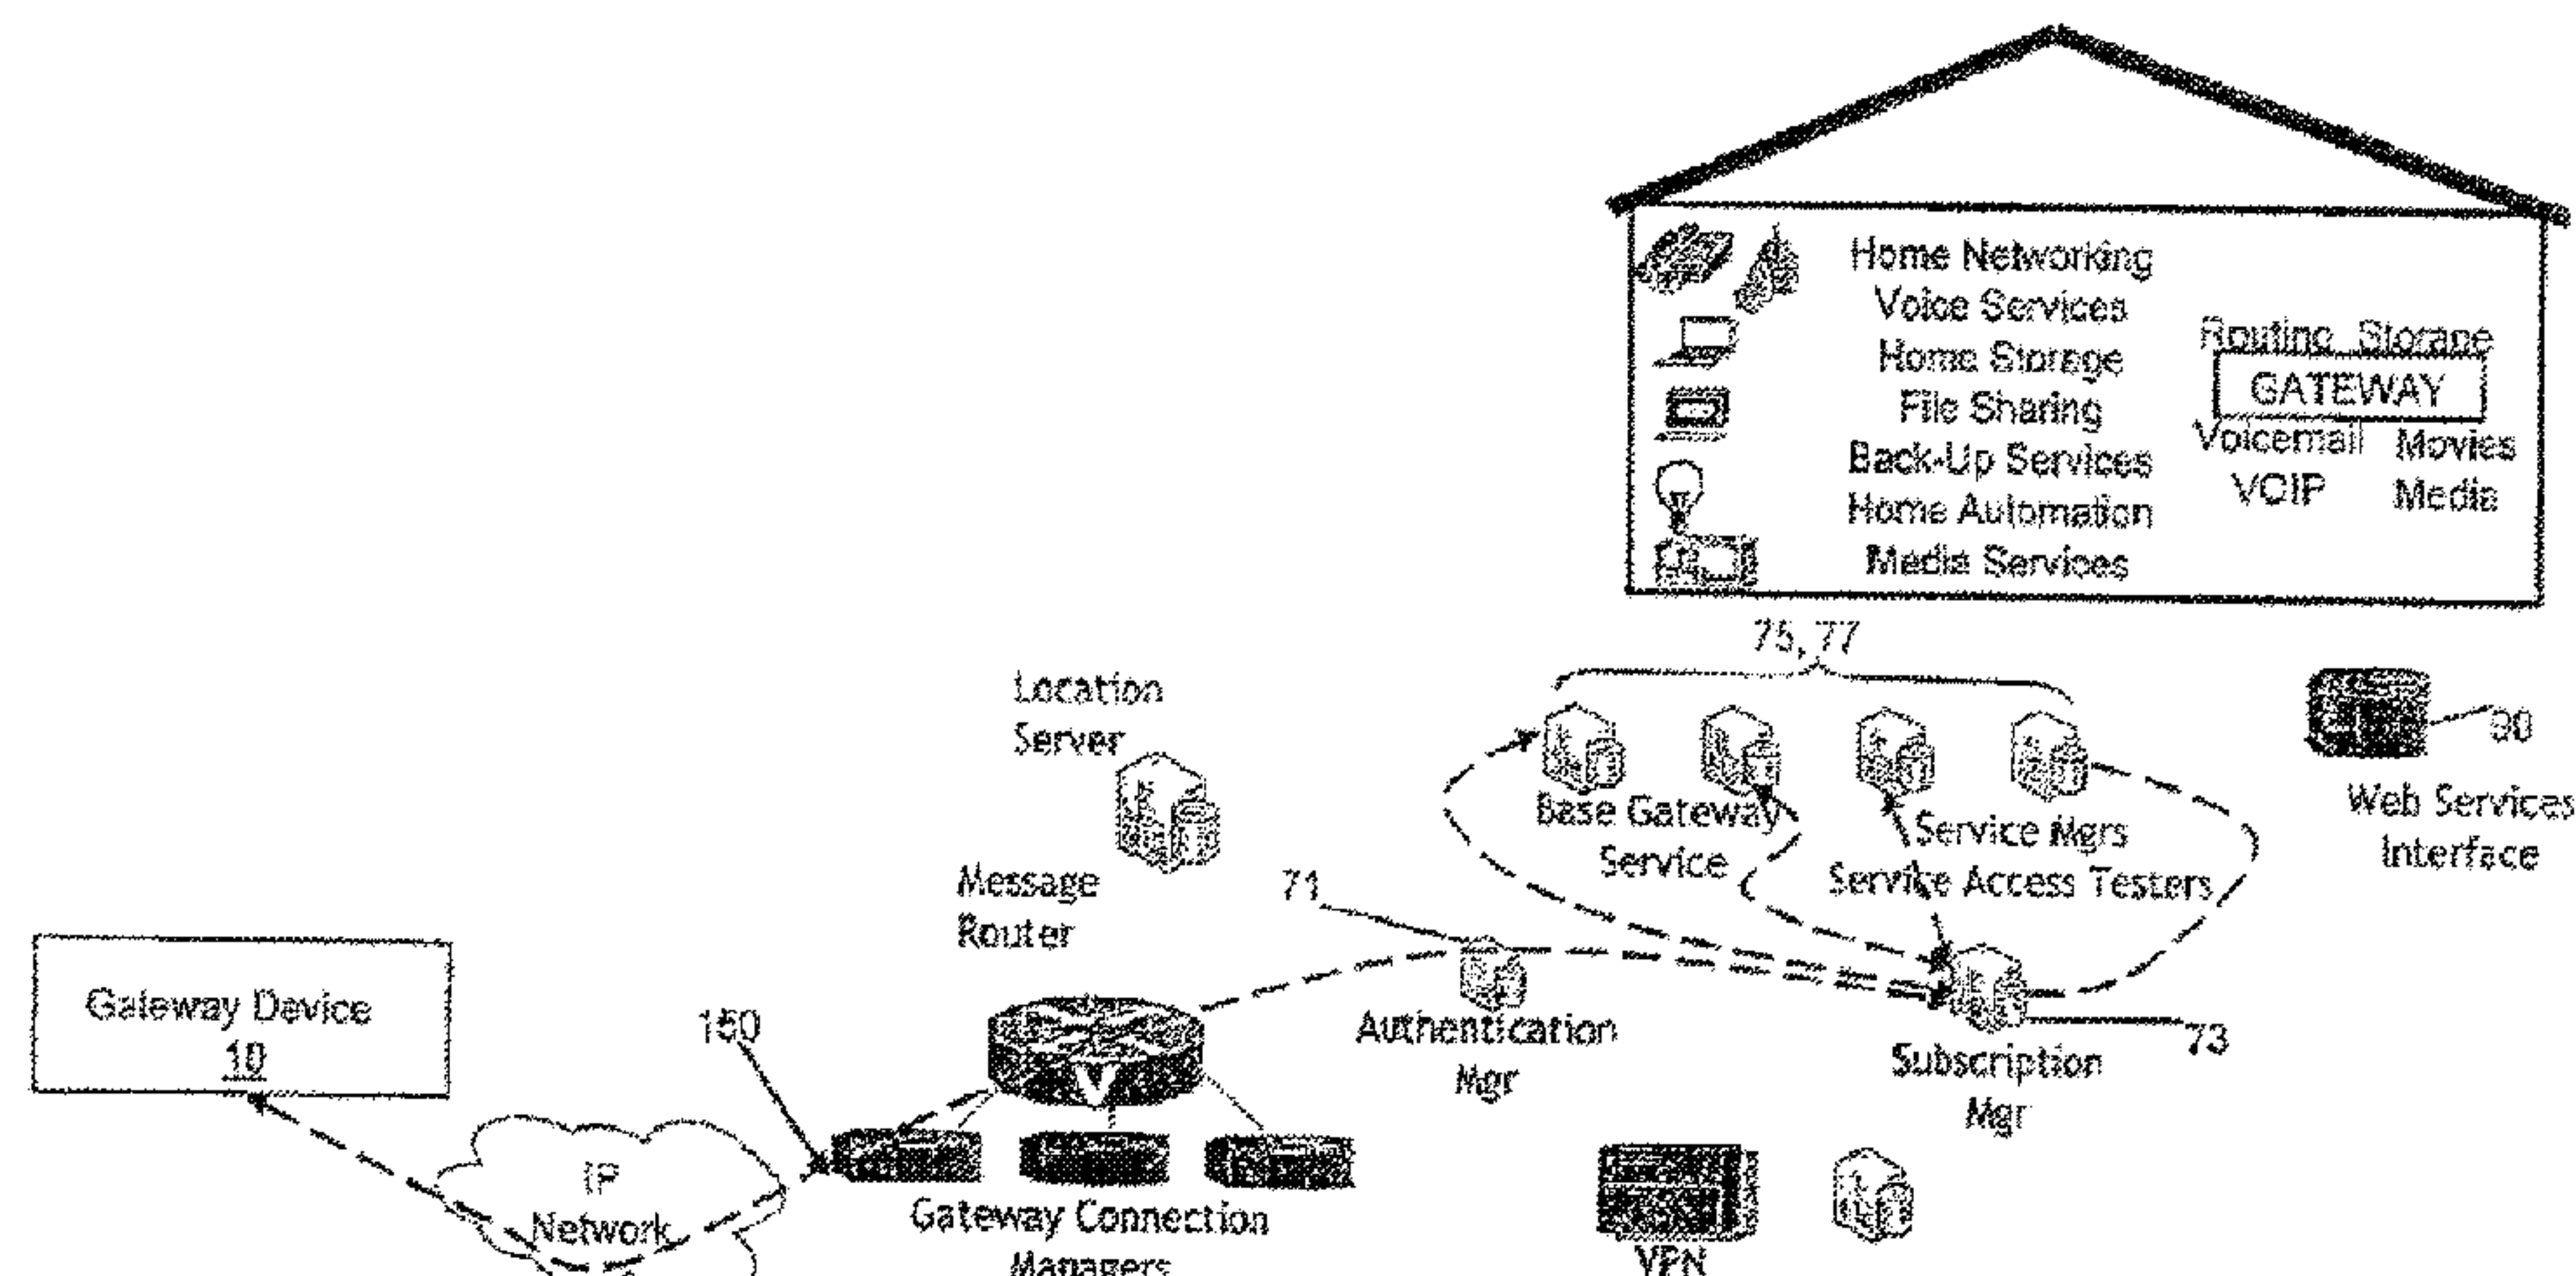 Home Networking
Voice Services
Home Storage
File Sharing
Back-Up Services
Home Automation
Media Services
Routing Storage
GATEWAY
Voicemail Movies
VOIP Media
75, 77
Location
Server
Base Gateway
Service
Service Mgrs
Service Access Testers
90
Web Services
Interface
Message
Router
71
Authentication
Mgr
73
Subscription
Mgr
Gateway Device
10
150
IP
Network
Gateway Connection
Managers
VPN